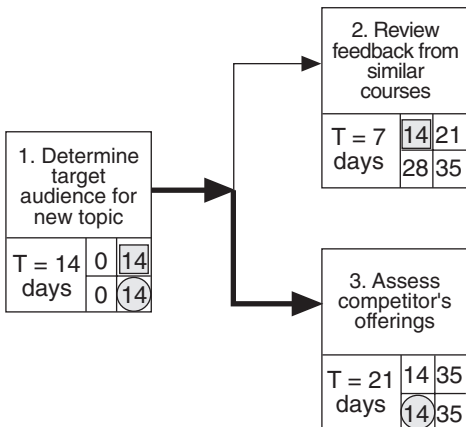 1. Determine
target
audience for
new topic
T = 14
days
0 14
0 14
2. Review
feedback from
similar
courses
T = 7
days
14 21
28 35
3. Assess
competitor's
offerings
T = 21
days
14 35
14 35